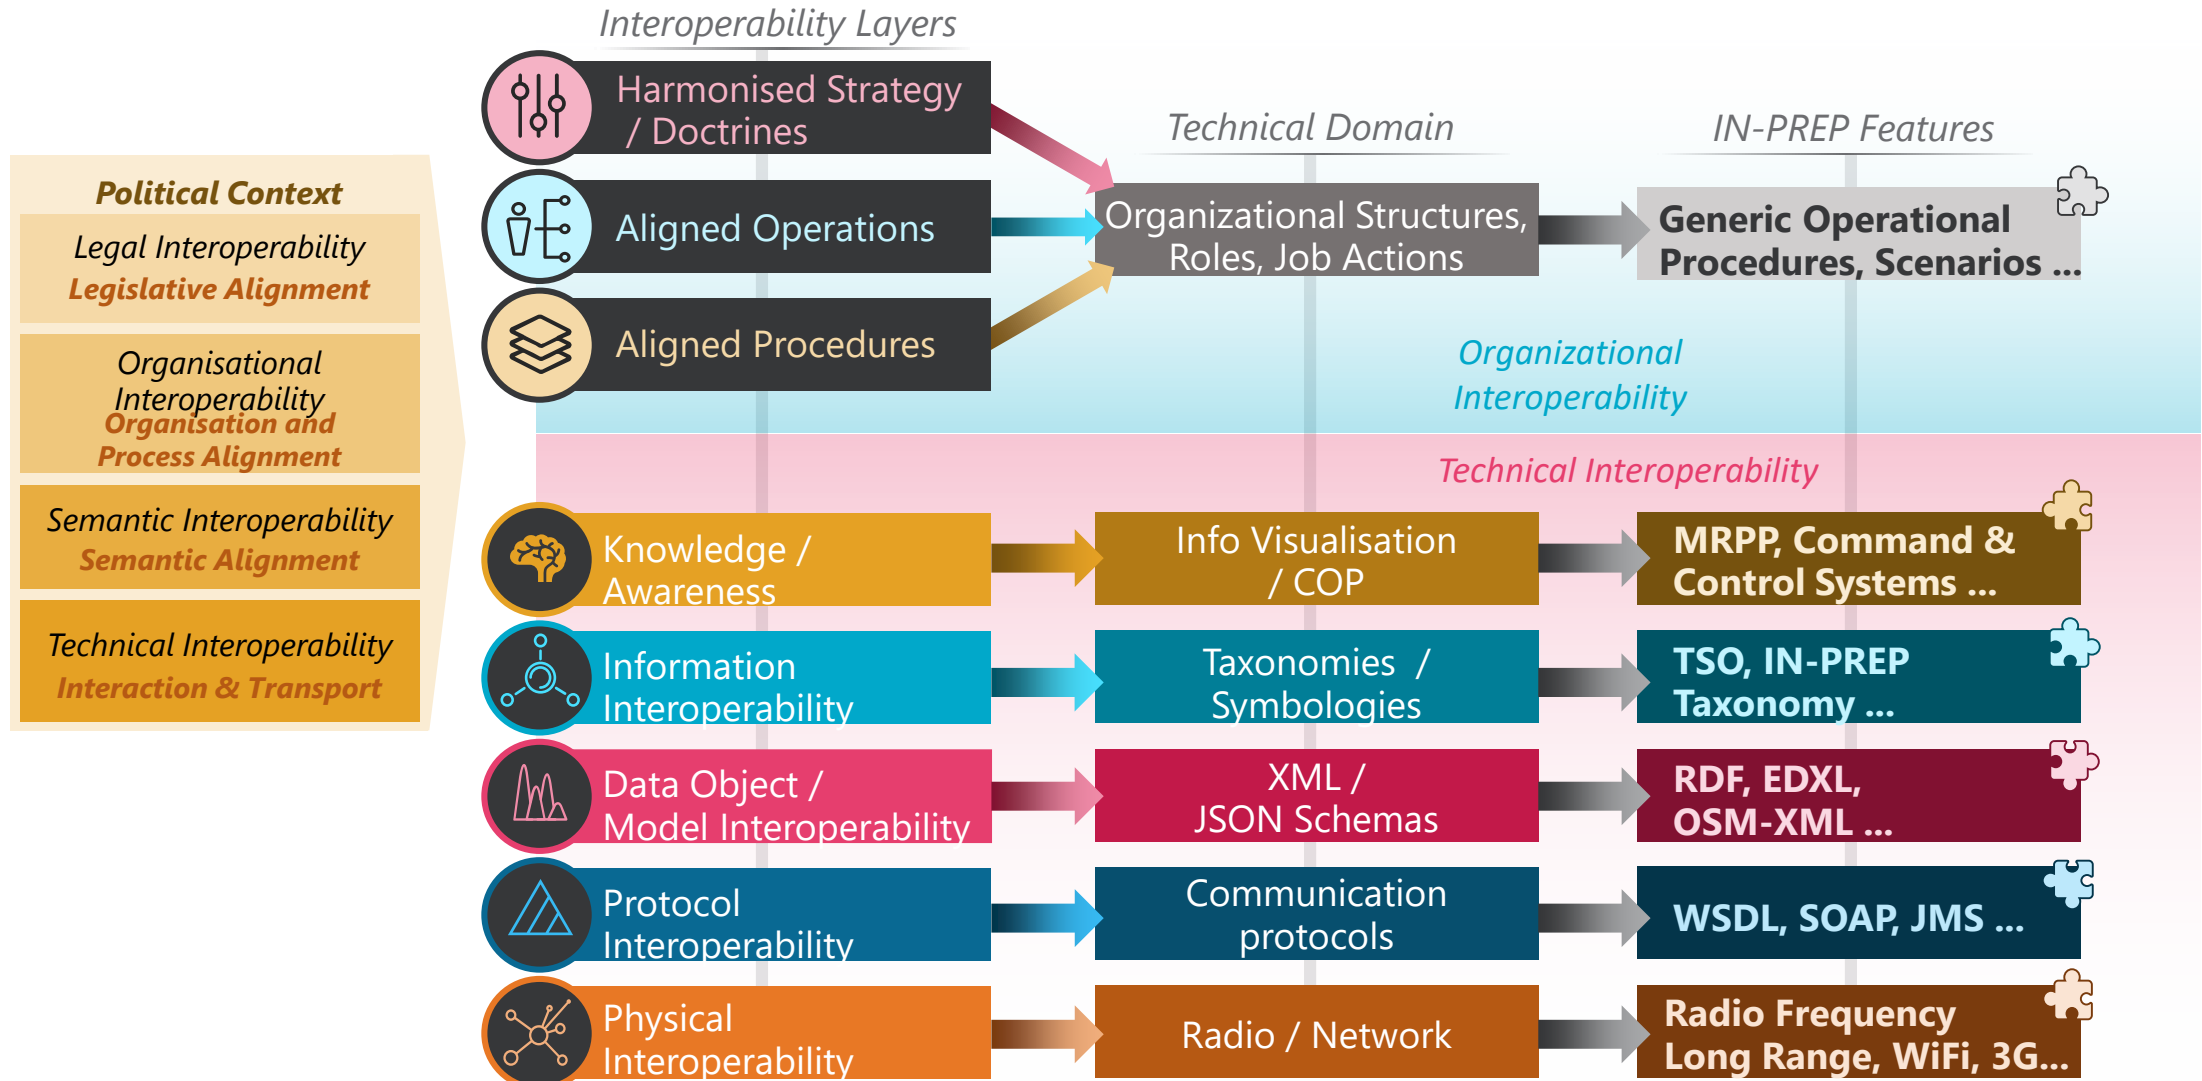 Interoperability Layers
Technical Domain
IN-PREP Features
Political Context
Legal Interoperability
Legislative Alignment
Organisational
Interoperability
Organisation and
Process Alignment
Semantic Interoperability
Semantic Alignment
Technical Interoperability
Interaction & Transport
Harmonised Strategy
/ Doctrines
Aligned Operations
Aligned Procedures
Organizational Structures,
Roles, Job Actions
Generic Operational
Procedures, Scenarios ...
Organizational
Interoperability
Technical Interoperability
Knowledge /
Awareness
Info Visualisation
/ COP
MRPP, Command &
Control Systems ...
Information
Interoperability
Taxonomies /
Symbologies
TSO, IN-PREP
Taxonomy ...
Data Object /
Model Interoperability
XML /
JSON Schemas
RDF, EDXL,
OSM-XML ...
Protocol
Interoperability
Communication
protocols
WSDL, SOAP, JMS ...
Physical
Interoperability
Radio / Network
Radio Frequency
Long Range, WiFi, 3G...